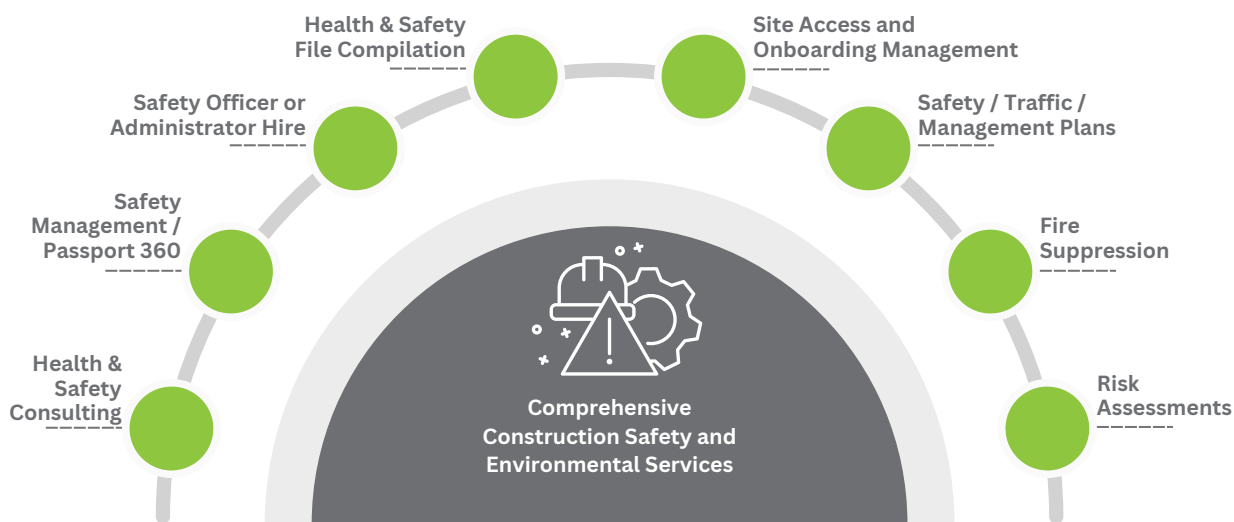 Health &
Safety
Consulting
Safety
Management /
Passport 360
Safety Officer or
Administrator Hire
Health & Safety
File Compilation
Site Access and
Onboarding Management
Safety / Traffic /
Management Plans
Fire
Suppression
Risk
Assessments
Comprehensive
Construction Safety and
Environmental Services